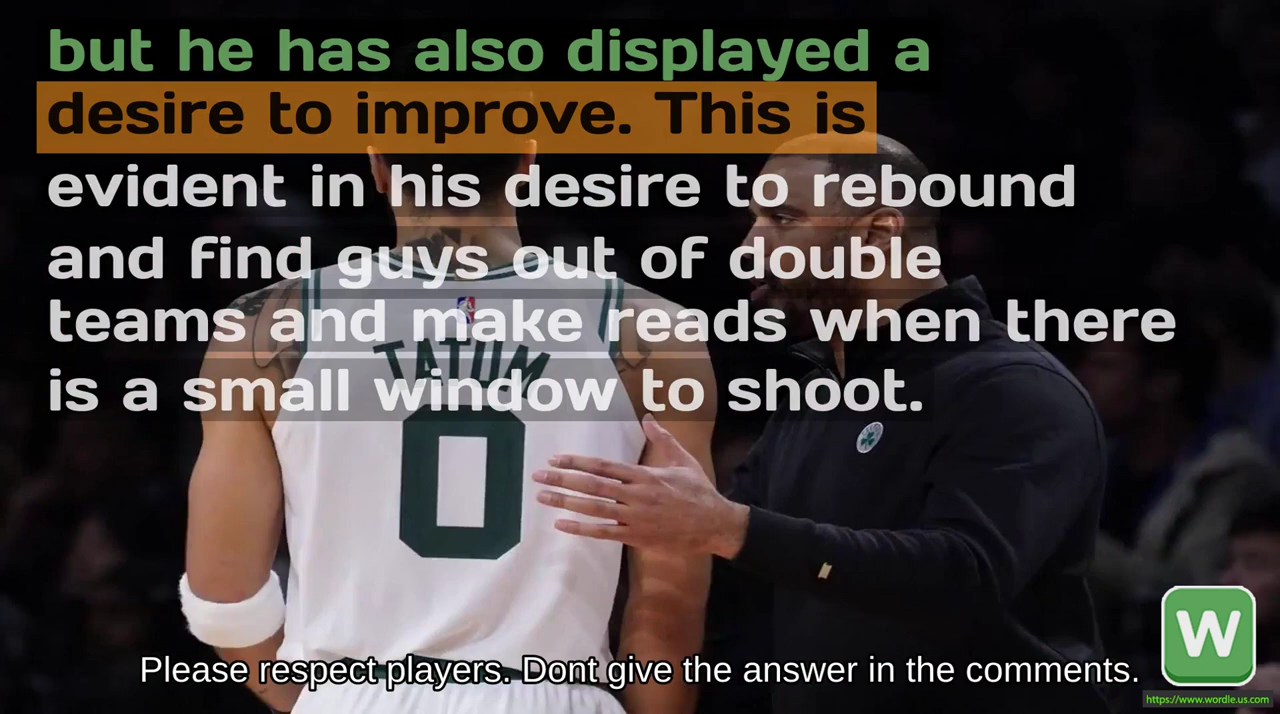 but he has also displayed a
desire to improve. This is
evident in his desire to rebound
and find guys out of double
teams and make reads when there
is a small window to shoot.
TATUM
0
W
Please respect players. Dont give the answer in the comments.
https://www.wordle.us.com